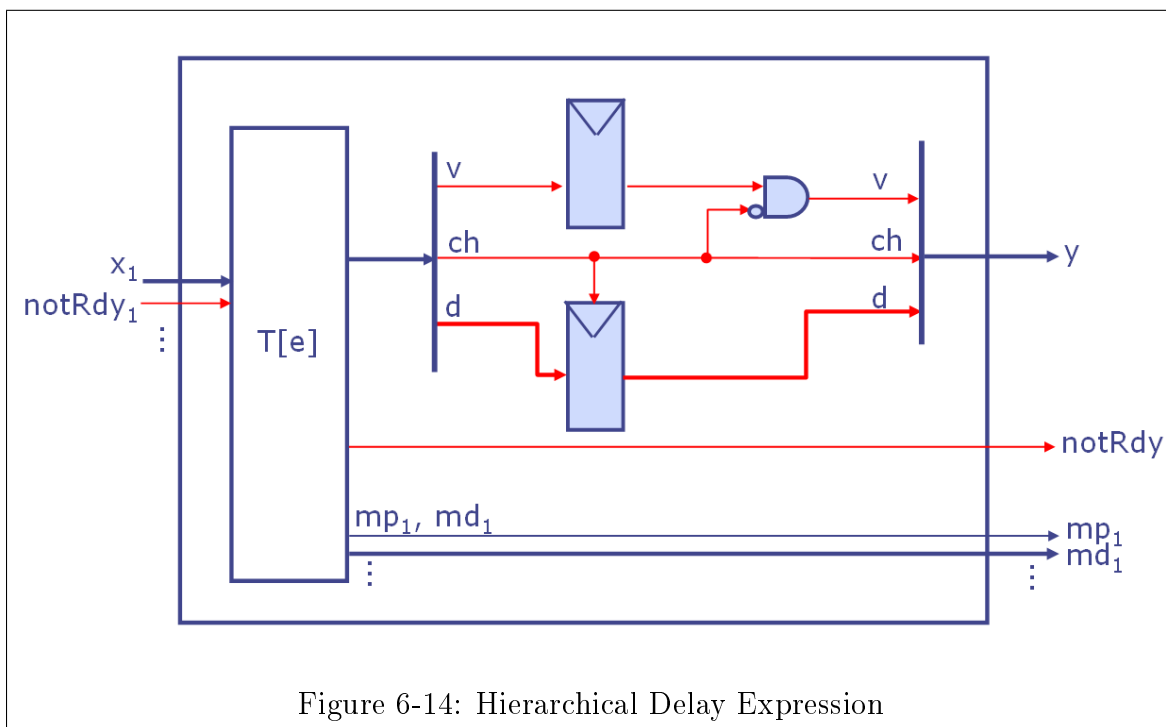 v
v
ch
ch
x₁
y
notRdy₁
d
d
⋮
T[e]
notRdy
mp₁, md₁
mp₁
md₁
⋮
⋮
Figure 6-14: Hierarchical Delay Expression